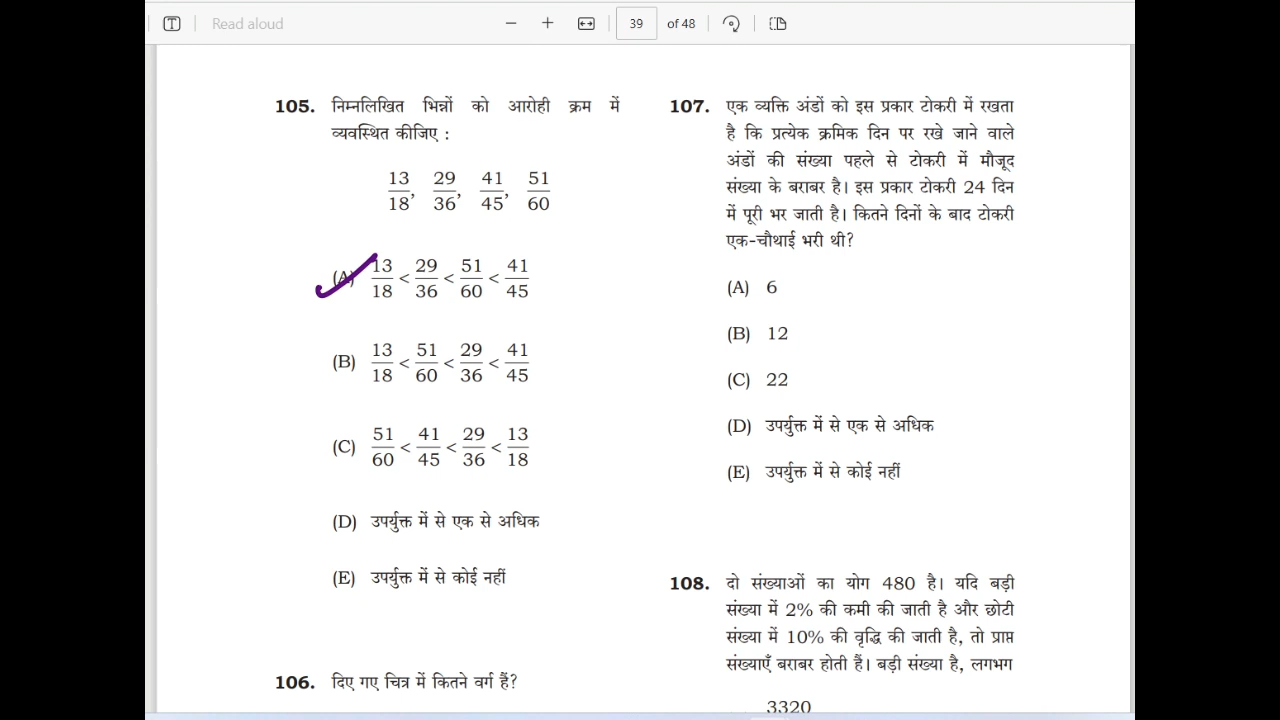 Read aloud
39 of 48
105. निम्नलिखित भिन्नों को आरोही क्रम में
व्यवस्थित कीजिए :
13/18, 29/36, 41/45, 51/60
(A) 13/18 < 29/36 < 51/60 < 41/45
(B) 13/18 < 51/60 < 29/36 < 41/45
(C) 51/60 < 41/45 < 29/36 < 13/18
(D) उपर्युक्त में से एक से अधिक
(E) उपर्युक्त में से कोई नहीं
106. दिए गए चित्र में कितने वर्ग हैं?
107. एक व्यक्ति अंडों को इस प्रकार टोकरी में रखता
है कि प्रत्येक क्रमिक दिन पर रखे जाने वाले
अंडों की संख्या पहले से टोकरी में मौजूद
संख्या के बराबर है। इस प्रकार टोकरी 24 दिन
में पूरी भर जाती है। कितने दिनों के बाद टोकरी
एक-चौथाई भरी थी?
(A) 6
(B) 12
(C) 22
(D) उपर्युक्त में से एक से अधिक
(E) उपर्युक्त में से कोई नहीं
108. दो संख्याओं का योग 480 है। यदि बड़ी
संख्या में 2% की कमी की जाती है और छोटी
संख्या में 10% की वृद्धि की जाती है, तो प्राप्त
संख्याएँ बराबर होती हैं। बड़ी संख्या है, लगभग
3320